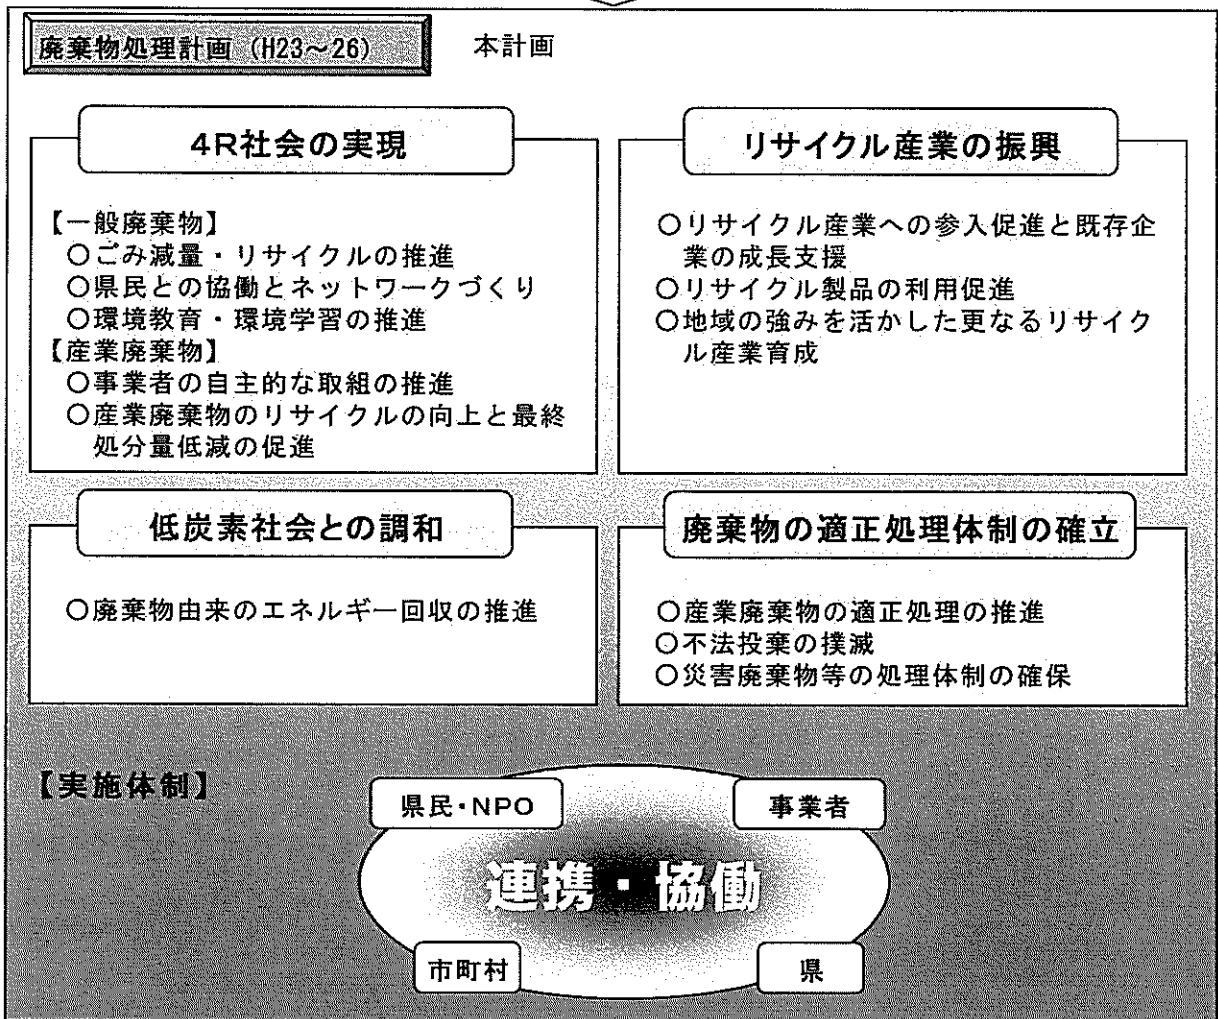 廃棄物処理計画（H23～26）　本計画
4R社会の実現
【一般廃棄物】
○ごみ減量・リサイクルの推進
○県民との協働とネットワークづくり
○環境教育・環境学習の推進
【産業廃棄物】
○事業者の自主的な取組の推進
○産業廃棄物のリサイクルの向上と最終
処分量低減の促進
リサイクル産業の振興
○リサイクル産業への参入促進と既存企
業の成長支援
○リサイクル製品の利用促進
○地域の強みを活かした更なるリサイク
ル産業育成
低炭素社会との調和
○廃棄物由来のエネルギー回収の推進
廃棄物の適正処理体制の確立
○産業廃棄物の適正処理の推進
○不法投棄の撲滅
○災害廃棄物等の処理体制の確保
【実施体制】
県民・NPO
事業者
連携・協働
市町村
県